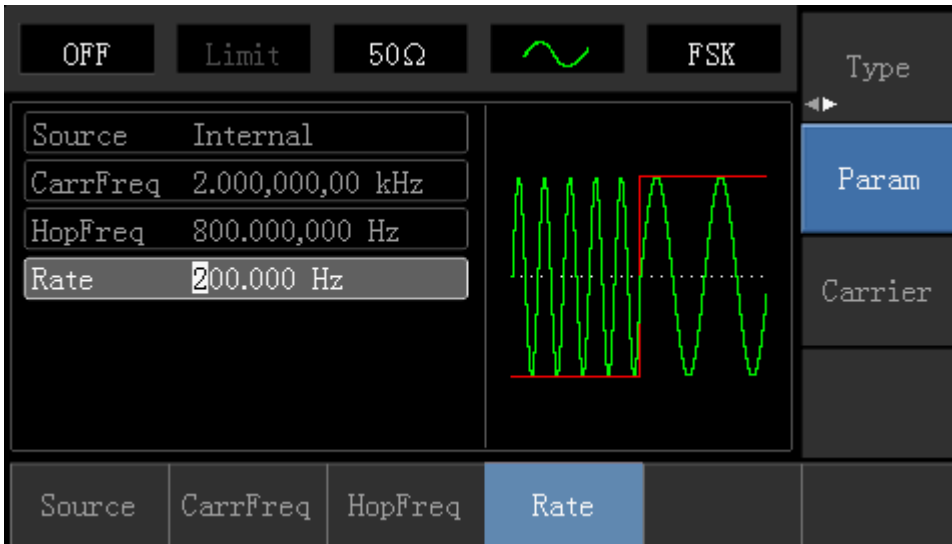 OFF Limit 50Ω FSK
Type
Source Internal
CarrFreq 2.000,000,00 kHz
HopFreq 800.000,000 Hz
Rate 200.000 Hz
Param
Carrier
Source CarrFreq HopFreq Rate